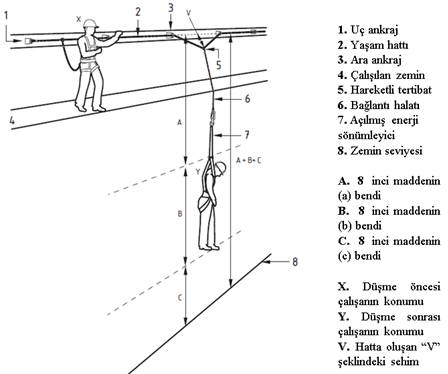 1
X
2
3
V
1. Uç ankraj
2. Yaşam hattı
3. Ara ankraj
4. Çalışılan zemin
5. Hareketli tertibat
6. Bağlantı halatı
7. Açılmış enerji
sönümleyici
8. Zemin seviyesi
5
6
4
A
7
Y
A + B + C
B
8
C
A. 8 inci maddenin
(a) bendi
B. 8 inci maddenin
(b) bendi
C. 8 inci maddenin
(c) bendi
X. Düşme öncesi
çalışanın konumu
Y. Düşme sonrası
çalışanın konumu
V. Hatta oluşan “V”
şeklindeki sehim